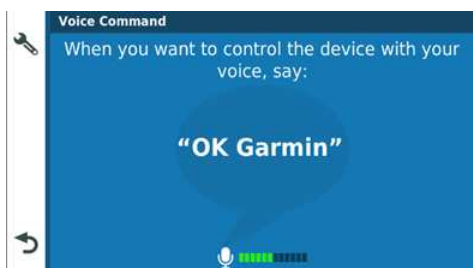 Voice Command
When you want to control the device with your
voice, say:
“OK Garmin”